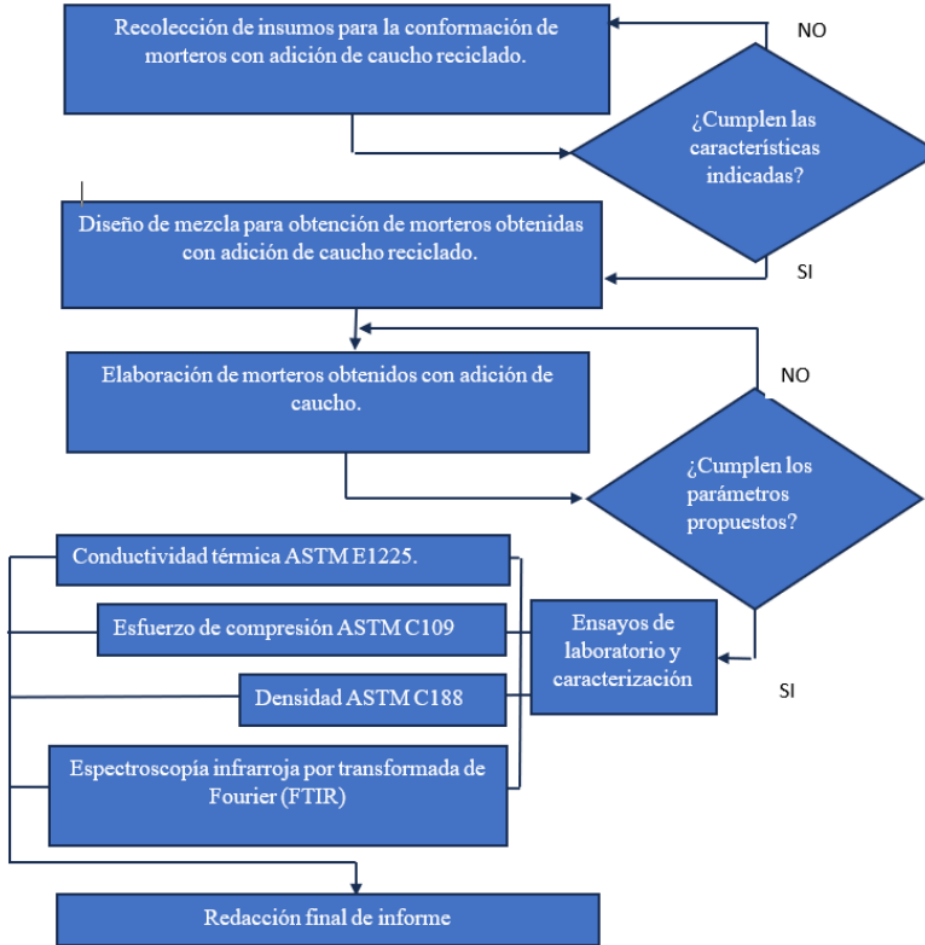 Recolección de insumos para la conformación de
morteros con adición de caucho reciclado.
NO
¿Cumplen las
características
indicadas?
Diseño de mezcla para obtención de morteros obtenidas
con adición de caucho reciclado.
SI
Elaboración de morteros obtenidos con adición de
caucho.
NO
¿Cumplen los
parámetros
propuestos?
Conductividad térmica ASTM E1225.
Esfuerzo de compresión ASTM C109
Ensayos de
laboratorio y
caracterización
SI
Densidad ASTM C188
Espectroscopía infrarroja por transformada de
Fourier (FTIR)
Redacción final de informe